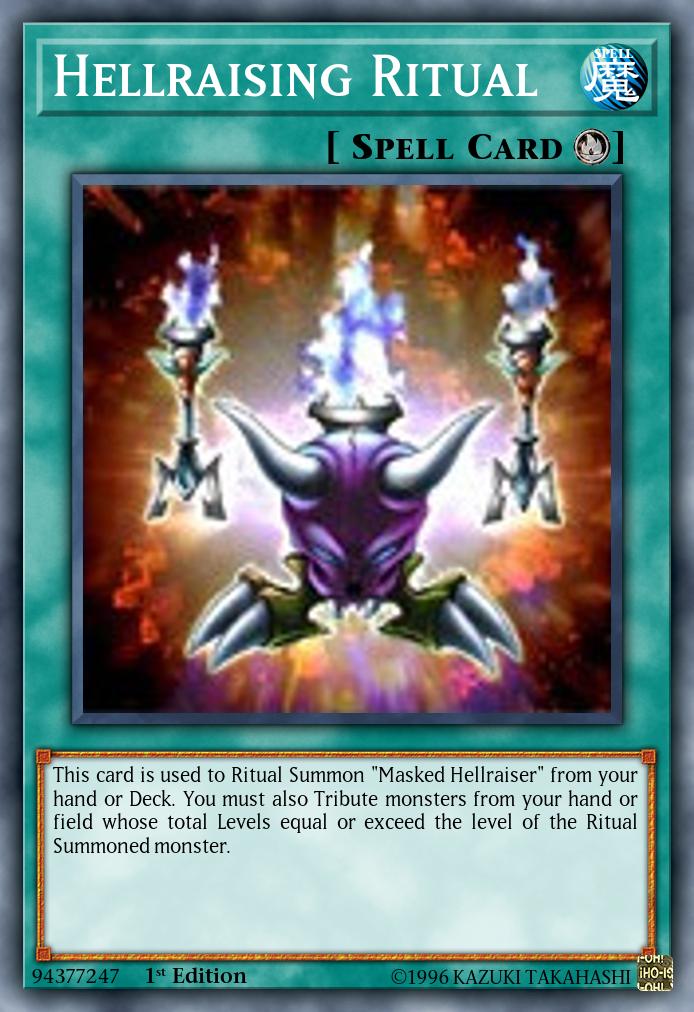 Hellraising Ritual
SPELL
魔
[ Spell Card ]
This card is used to Ritual Summon "Masked Hellraiser" from your
hand or Deck. You must also Tribute monsters from your hand or
field whose total Levels equal or exceed the level of the Ritual
Summoned monster.
94377247 1st Edition ©1996 KAZUKI TAKAHASHI